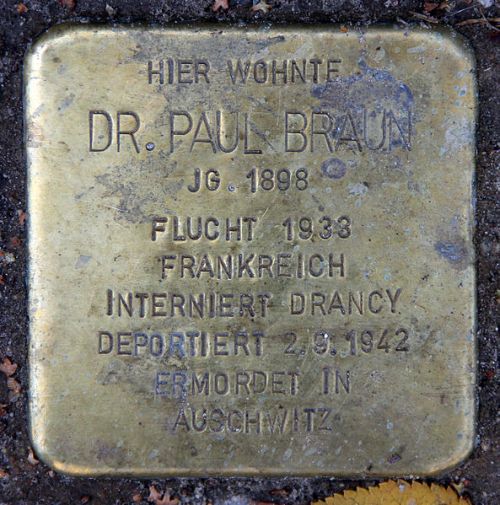 HIER WOHNTE
DR. PAUL BRAUN
JG. 1898
FLUCHT 1933
FRANKREICH
INTERNIERT DRANCY
DEPORTIERT 2.9.1942
ERMORDET IN
AUSCHWITZ